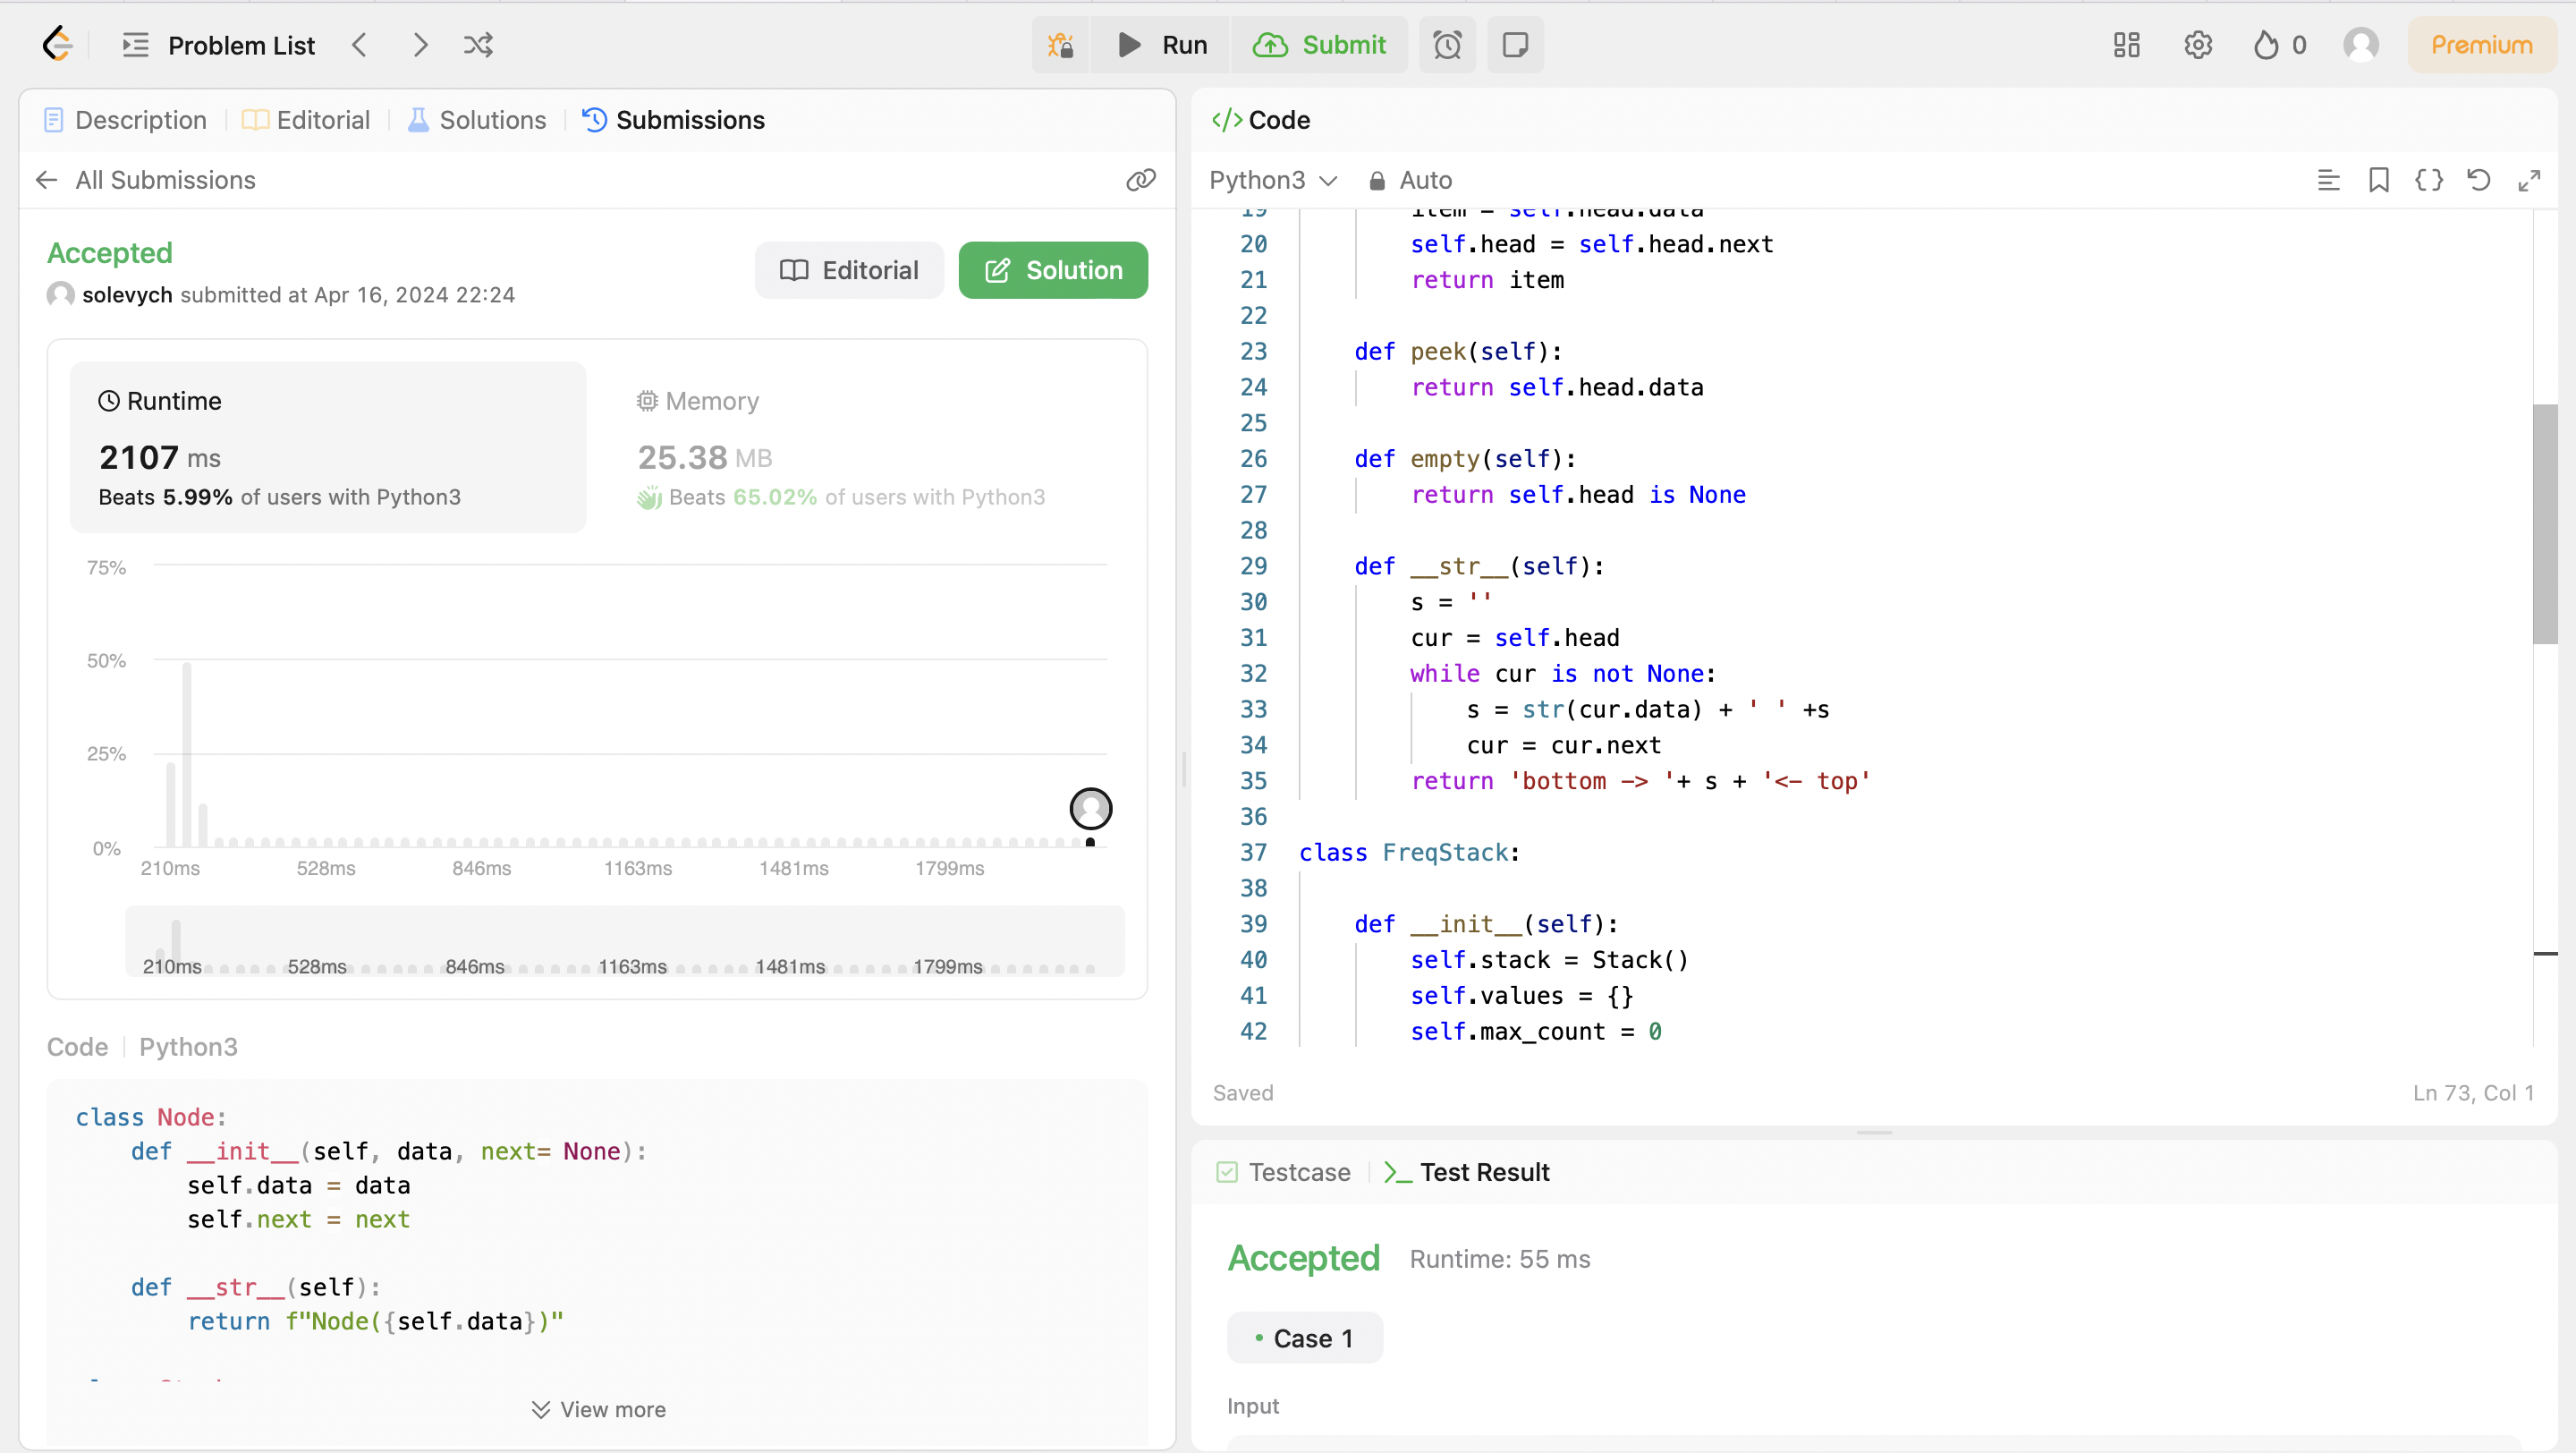 Problem List
Run
Submit
0
Premium
Description
Editorial
Solutions
Submissions
All Submissions
Accepted
solevych submitted at Apr 16, 2024 22:24
Editorial
Solution
Runtime
2107 ms
Beats 5.99% of users with Python3
Memory
25.38 MB
Beats 65.02% of users with Python3
75%
50%
25%
0%
210ms 528ms 846ms 1163ms 1481ms 1799ms
210ms 528ms 846ms 1163ms 1481ms 1799ms
Code Python3
class Node:
    def __init__(self, data, next= None):
        self.data = data
        self.next = next
    def __str__(self):
        return f"Node({self.data})"
View more
</> Code
Python3
Auto
19 item = self.head.data
20 self.head = self.head.next
21 return item
22
23 def peek(self):
24 return self.head.data
25
26 def empty(self):
27 return self.head is None
28
29 def __str__(self):
30 s = ''
31 cur = self.head
32 while cur is not None:
33 s = str(cur.data) + ' ' +s
34 cur = cur.next
35 return 'bottom -> '+ s + '<- top'
36
37 class FreqStack:
38
39 def __init__(self):
40 self.stack = Stack()
41 self.values = {}
42 self.max_count = 0
Saved
Ln 73, Col 1
Testcase
Test Result
Accepted Runtime: 55 ms
Case 1
Input